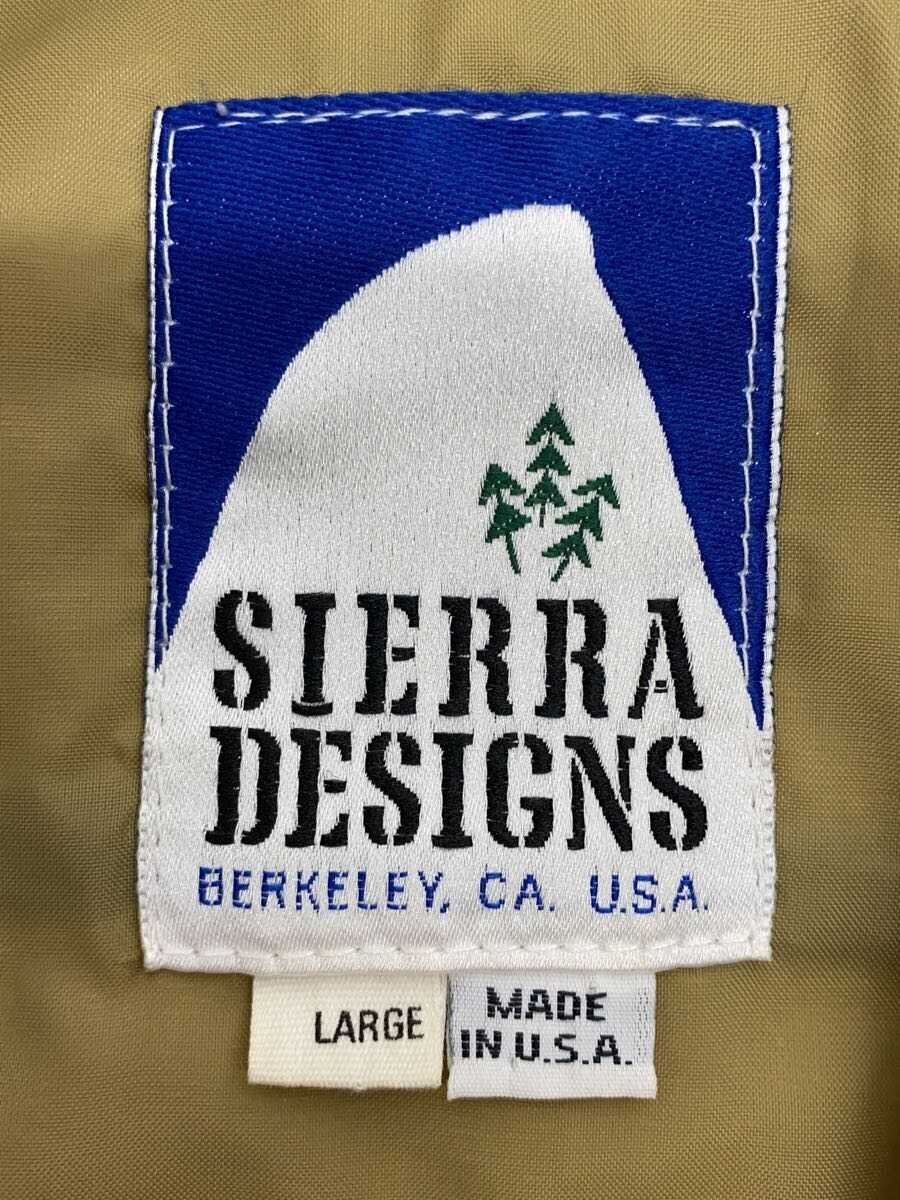 SIERRA
DESIGNS
BERKELEY, CA. U.S.A.
LARGE
MADE
IN U.S.A.